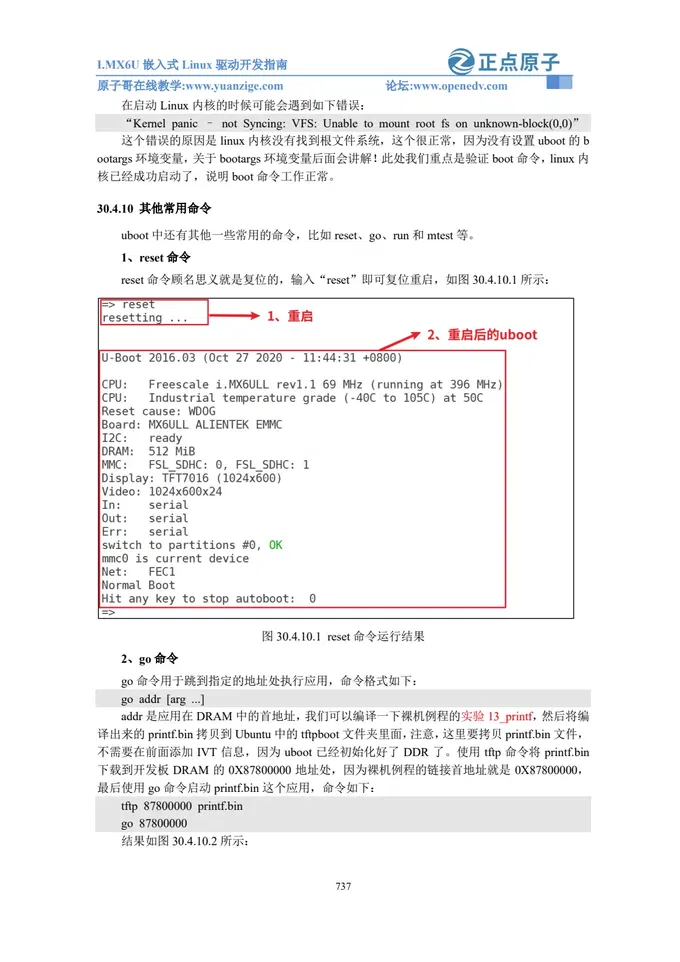 I.MX6U 嵌入式 Linux 驱动开发指南
正点原子
原子哥在线教学:www.yuanzige.com
论坛:www.openedv.com
在启动 Linux 内核的时候可能会遇到如下错误：
“Kernel panic – not Syncing: VFS: Unable to mount root fs on unknown-block(0,0)”
这个错误的原因是 linux 内核没有找到根文件系统，这个很正常，因为没有设置 uboot 的 b
ootargs 环境变量，关于 bootargs 环境变量后面会讲解！此处我们重点是验证 boot 命令，linux 内
核已经成功启动了，说明 boot 命令工作正常。
30.4.10 其他常用命令
uboot 中还有其他一些常用的命令，比如 reset、go、run 和 mtest 等。
1、reset 命令
reset 命令顾名思义就是复位的，输入“reset”即可复位重启，如图 30.4.10.1 所示：
=> reset
resetting ...
1、重启
2、重启后的uboot
U-Boot 2016.03 (Oct 27 2020 - 11:44:31 +0800)
CPU:   Freescale i.MX6ULL rev1.1 69 MHz (running at 396 MHz)
CPU:   Industrial temperature grade (-40C to 105C) at 50C
Reset cause: WDOG
Board: MX6ULL ALIENTEK EMMC
I2C:   ready
DRAM:  512 MiB
MMC:   FSL_SDHC: 0, FSL_SDHC: 1
Display: TFT7016 (1024x600)
Video: 1024x600x24
In:    serial
Out:   serial
Err:   serial
switch to partitions #0, OK
mmc0 is current device
Net:   FEC1
Normal Boot
Hit any key to stop autoboot:  0
=>
图 30.4.10.1 reset 命令运行结果
2、go 命令
go 命令用于跳到指定的地址处执行应用，命令格式如下：
go addr [arg ...]
addr 是应用在 DRAM 中的首地址，我们可以编译一下裸机例程的实验 13_printf，然后将编
译出来的 printf.bin 拷贝到 Ubuntu 中的 tftpboot 文件夹里面，注意，这里要拷贝 printf.bin 文件，
不需要在前面添加 IVT 信息，因为 uboot 已经初始化好了 DDR 了。使用 tftp 命令将 printf.bin
下载到开发板 DRAM 的 0X87800000 地址处，因为裸机例程的链接首地址就是 0X87800000，
最后使用 go 命令启动 printf.bin 这个应用，命令如下：
tftp 87800000 printf.bin
go 87800000
结果如图 30.4.10.2 所示：
737